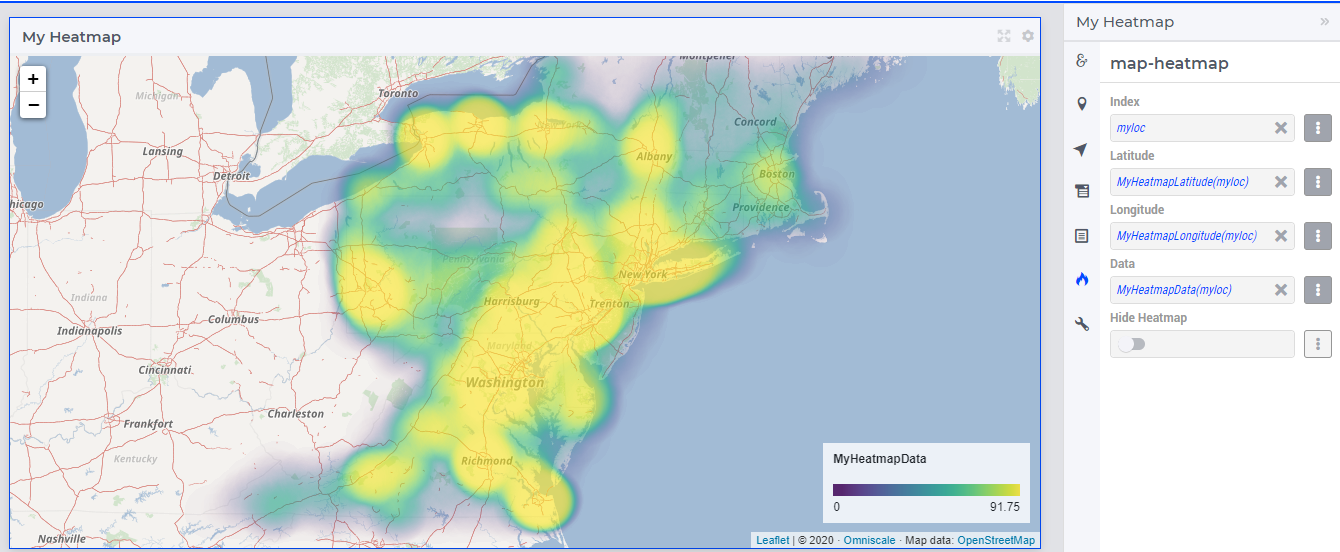 My Heatmap
My Heatmap
»
+
−
&
map-heatmap
Index
myloc
Latitude
MyHeatmapLatitude(myloc)
Longitude
MyHeatmapLongitude(myloc)
Data
MyHeatmapData(myloc)
Hide Heatmap
Montpelier
Toronto
Michigan
Concord
Lansing
Albany
Detroit
Boston
hicago
Providence
Pennsylvania
New York
Indiana
Harrisburg
Trenton
Columbus
Indianapolis
Maryland
Cincinnati
Washington
Charleston
Frankfort
Kentucky
Richmond
Nashville
MyHeatmapData
0 91.75
Leaflet | © 2020 · Omniscale · Map data: OpenStreetMap